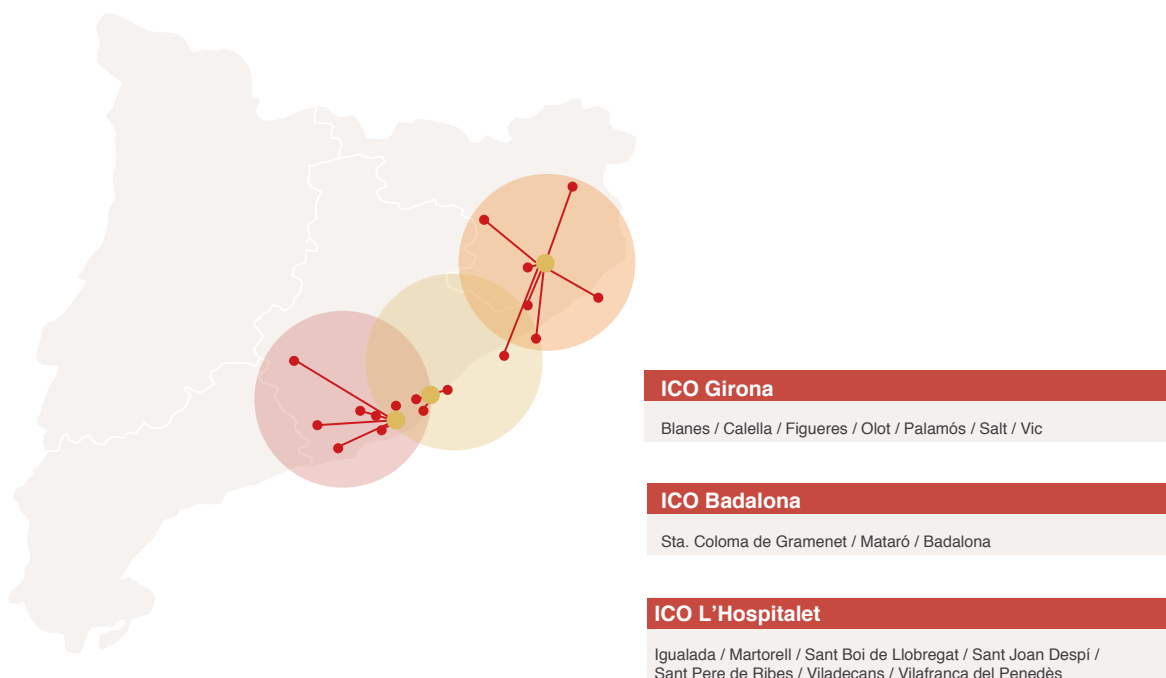 ICO Girona
Blanes / Calella / Figueres / Olot / Palamós / Salt / Vic
ICO Badalona
Sta. Coloma de Gramenet / Mataró / Badalona
ICO L'Hospitalet
Igualada / Martorell / Sant Boi de Llobregat / Sant Joan Despí /
Sant Pere de Ribes / Viladecans / Vilafranca del Penedès